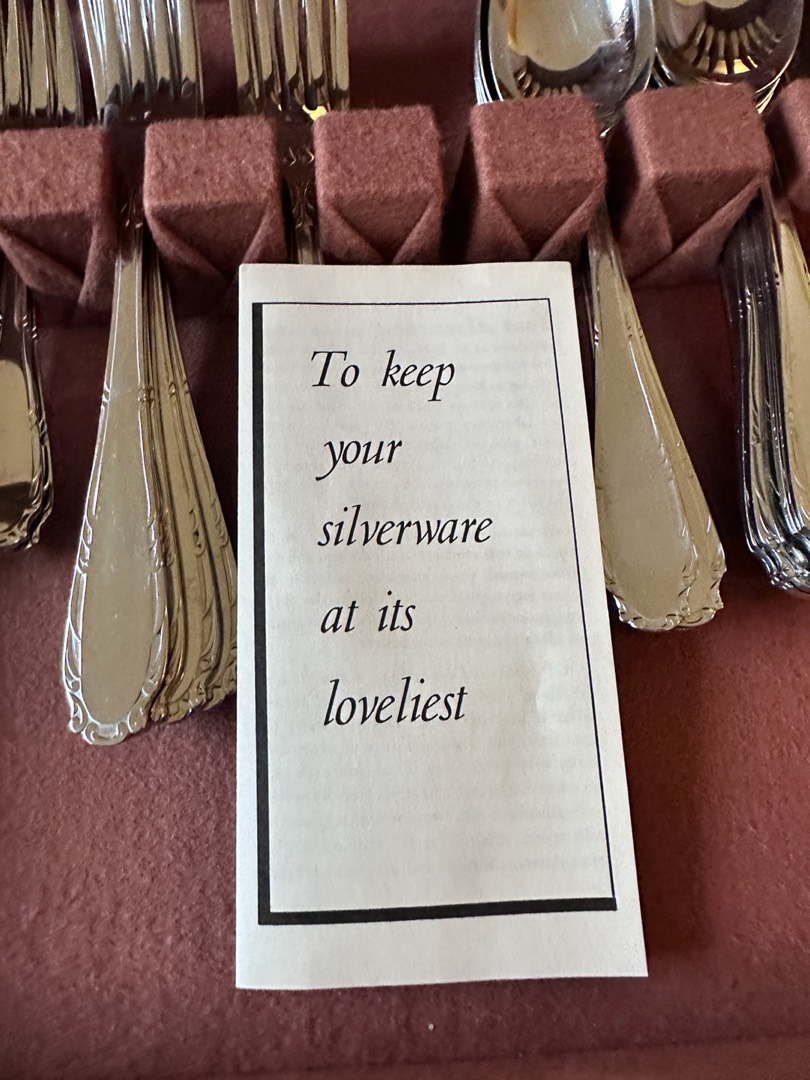 To keep
your
silverware
at its
loveliest